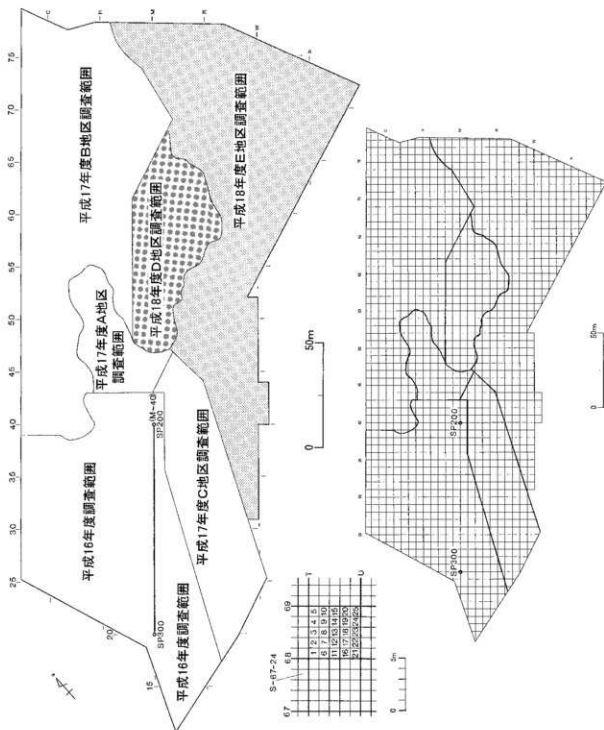 75
70
65
60
55
50
45
40
35
30
25
20
15
平成17年度B地区調査範囲
平成18年度E地区調査範囲
平成18年度D地区調査範囲
平成17年度A地区
調査範囲
平成16年度調査範囲
平成17年度C地区調査範囲
平成16年度調査範囲
M-40
SP200
SP300
0 50m
S-67-24
67 68 69
T
U
1 2 3 4 5
6 7 8 9 10
11 12 13 14 15
16 17 18 19 20
21 22 23 24 25
0 5m
SP200
SP300
0 50m